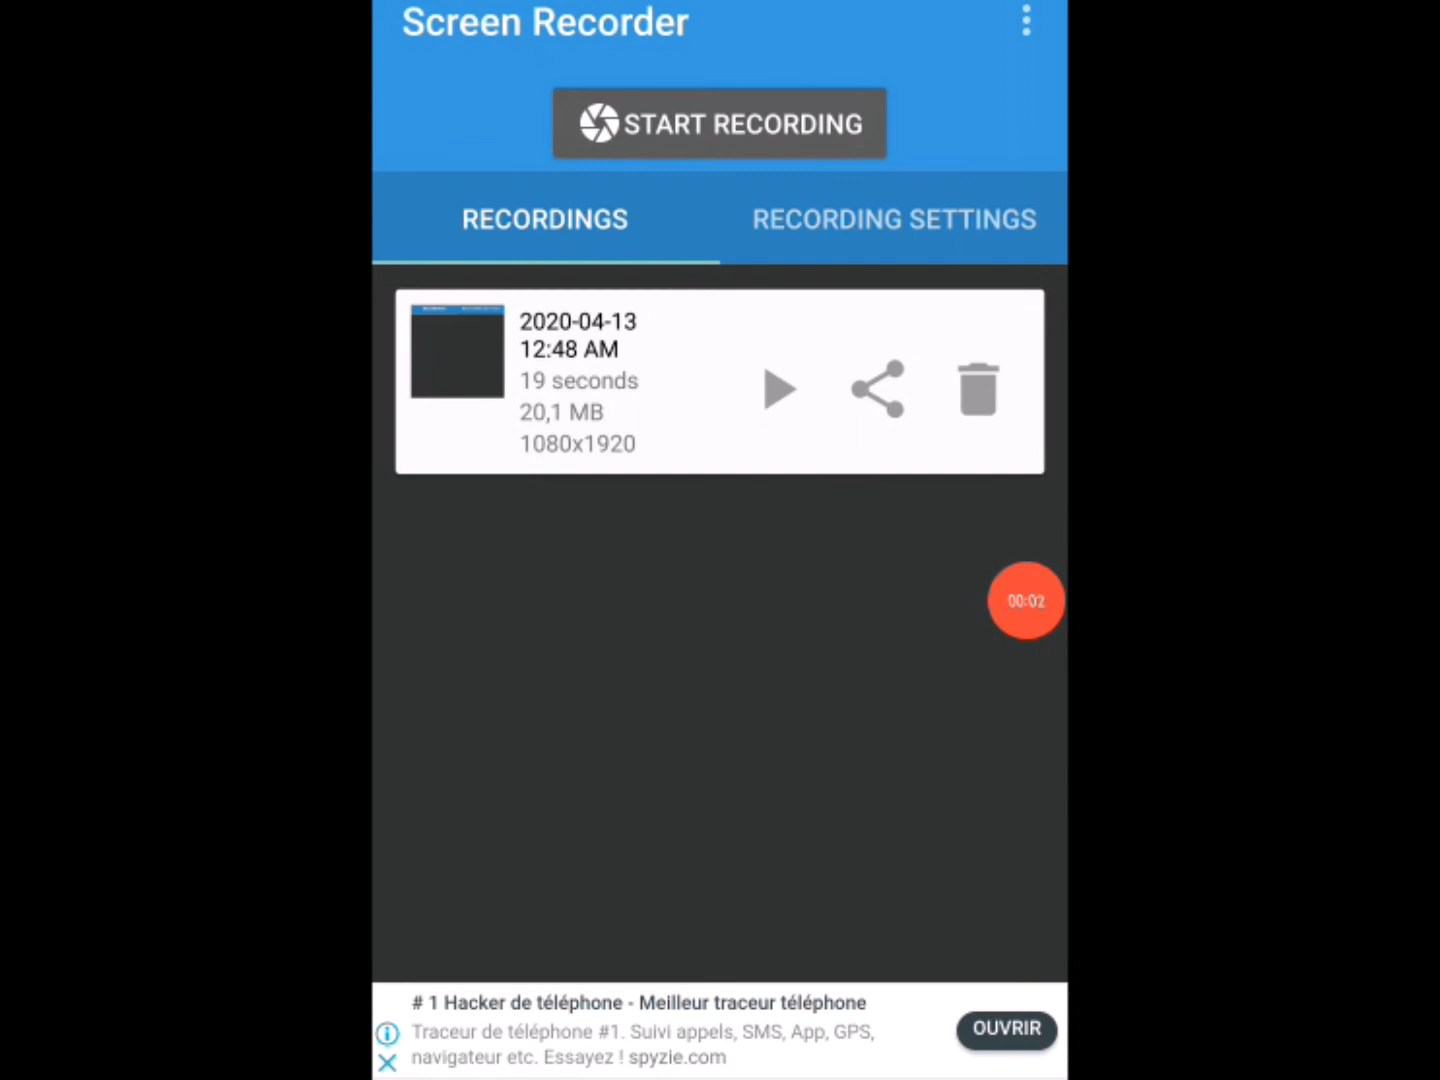 Screen Recorder
START RECORDING
RECORDINGS
RECORDING SETTINGS
2020-04-13
12:48 AM
19 seconds
20,1 MB
1080x1920
00:02
# 1 Hacker de téléphone - Meilleur traceur téléphone
Traceur de téléphone #1. Suivi appels, SMS, App, GPS,
navigateur etc. Essayez ! spyzie.com
OUVRIR